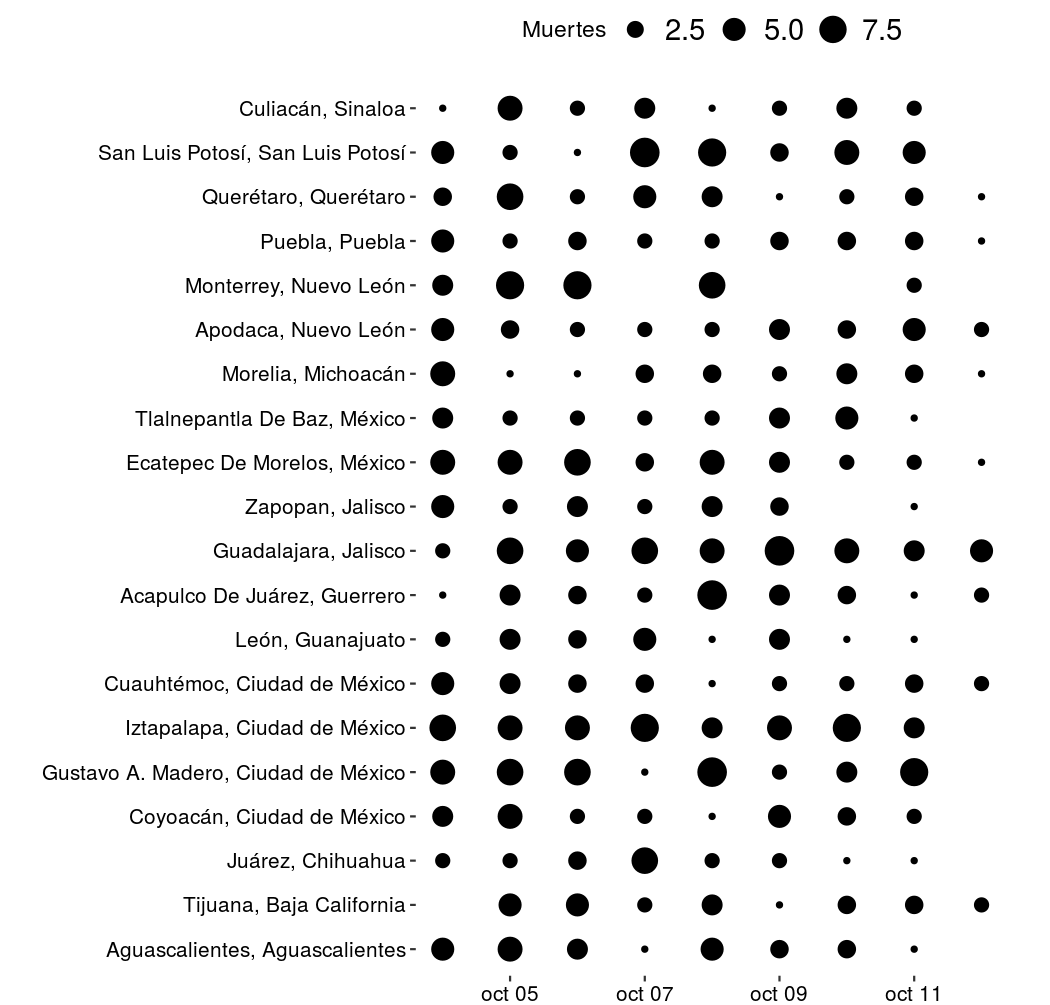 Muertes 2.5 5.0 7.5
Culiacán, Sinaloa
San Luis Potosí, San Luis Potosí
Querétaro, Querétaro
Puebla, Puebla
Monterrey, Nuevo León
Apodaca, Nuevo León
Morelia, Michoacán
Tlalnepantla De Baz, México
Ecatepec De Morelos, México
Zapopan, Jalisco
Guadalajara, Jalisco
Acapulco De Juárez, Guerrero
León, Guanajuato
Cuauhtémoc, Ciudad de México
Iztapalapa, Ciudad de México
Gustavo A. Madero, Ciudad de México
Coyoacán, Ciudad de México
Juárez, Chihuahua
Tijuana, Baja California
Aguascalientes, Aguascalientes
oct 05 oct 07 oct 09 oct 11